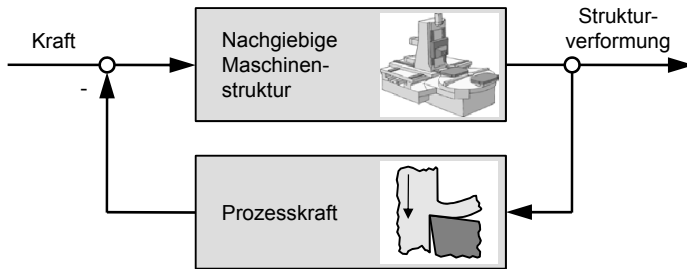 Kraft
-
Nachgiebige
Maschinen-
struktur
Struktur-
verformung
Prozesskraft